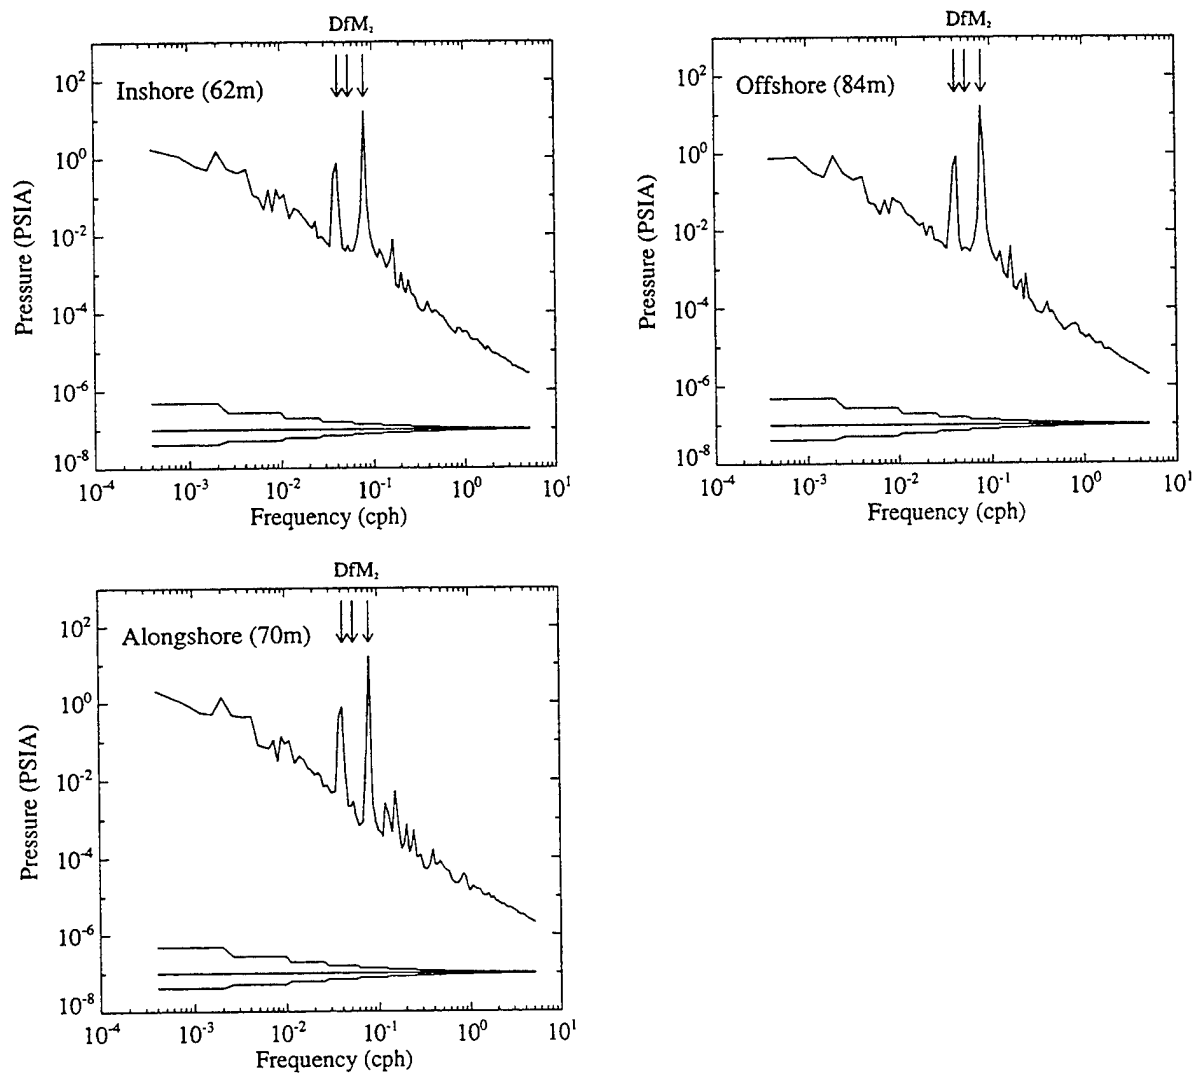 DfM₂
Inshore (62m)
Pressure (PSIA)
10²
10⁰
10⁻²
10⁻⁴
10⁻⁶
10⁻⁸
10⁻⁴ 10⁻³ 10⁻² 10⁻¹ 10⁰ 10¹
Frequency (cph)
DfM₂
Offshore (84m)
Pressure (PSIA)
10²
10⁰
10⁻²
10⁻⁴
10⁻⁶
10⁻⁸
10⁻⁴ 10⁻³ 10⁻² 10⁻¹ 10⁰ 10¹
Frequency (cph)
DfM₂
Alongshore (70m)
Pressure (PSIA)
10²
10⁰
10⁻²
10⁻⁴
10⁻⁶
10⁻⁸
10⁻⁴ 10⁻³ 10⁻² 10⁻¹ 10⁰ 10¹
Frequency (cph)